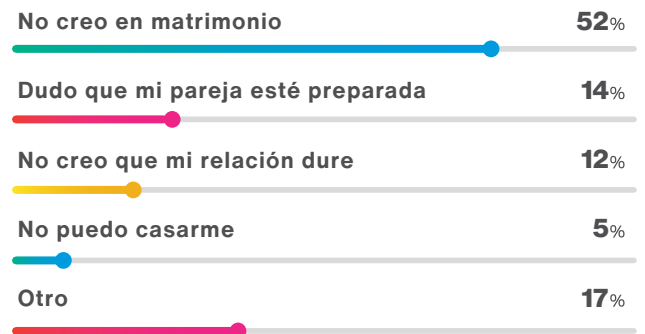 No creo en matrimonio 52%
Dudo que mi pareja esté preparada 14%
No creo que mi relación dure 12%
No puedo casarme 5%
Otro 17%